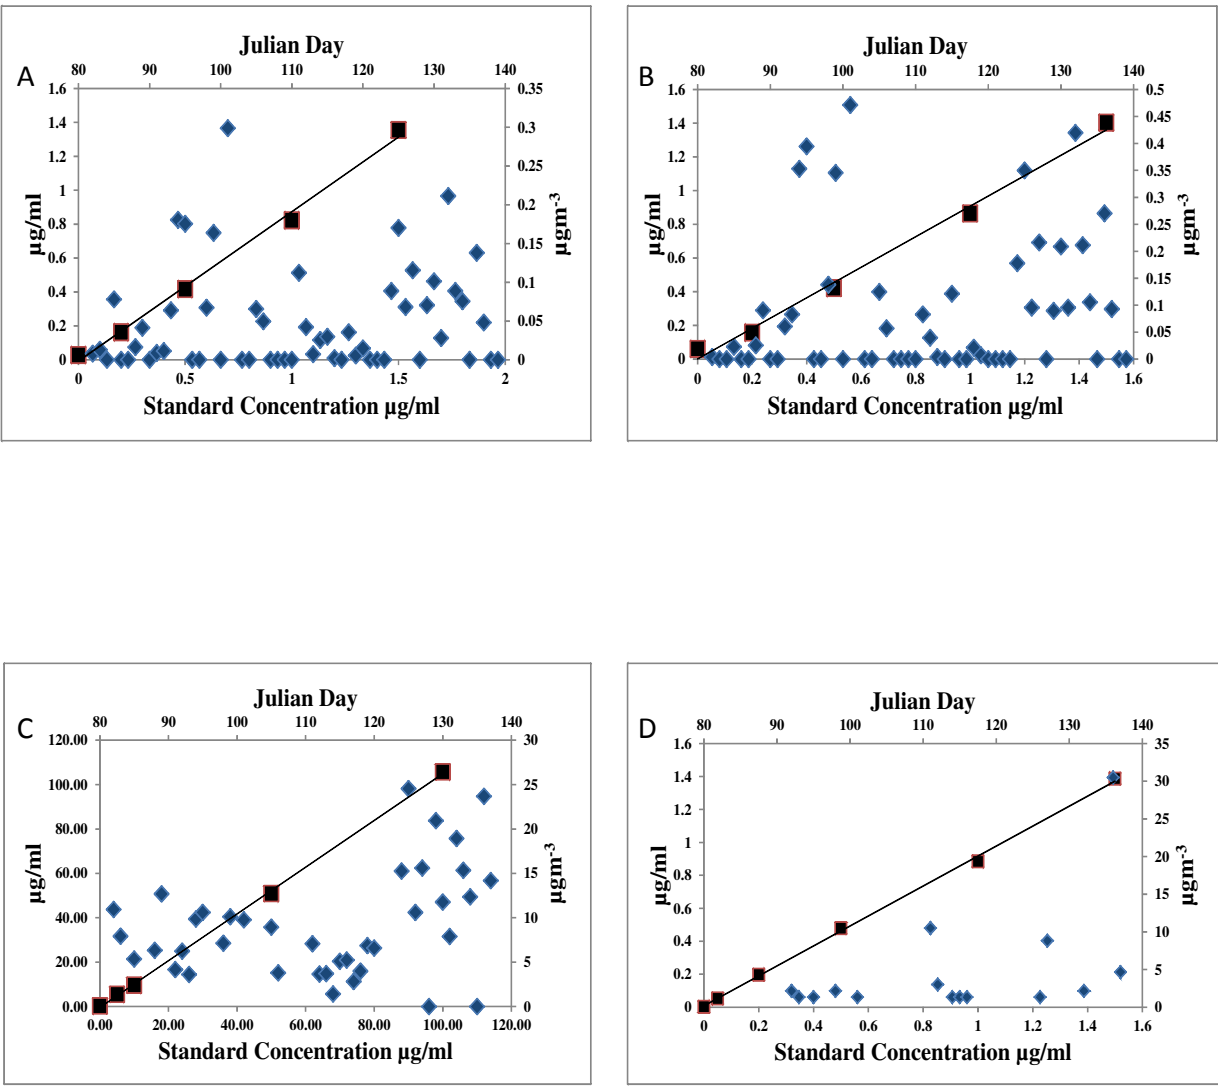 Julian Day
A
80 90 100 110 120 130 140
1.6 0.35
1.4 0.3
1.2 0.25
1 0.2
0.8 0.15
0.6 0.1
0.4 0.05
0.2 0
0
µg/ml
µgm-3
0 0.5 1 1.5 2
Standard Concentration µg/ml
Julian Day
B
80 90 100 110 120 130 140
1.6 0.5
1.4 0.45
1.2 0.4
1 0.35
0.8 0.3
0.6 0.25
0.4 0.2
0.2 0.15
0 0.1
0.05
0
µg/ml
µgm-3
0 0.2 0.4 0.6 0.8 1 1.2 1.4 1.6
Standard Concentration µg/ml
Julian Day
C
80 90 100 110 120 130 140
120.00 30
100.00 25
80.00 20
60.00 15
40.00 10
20.00 5
0.00 0
µg/ml
µgm-3
0.00 20.00 40.00 60.00 80.00 100.00 120.00
Standard Concentration µg/ml
Julian Day
D
80 90 100 110 120 130 140
1.6 35
1.4 30
1.2 25
1 20
0.8 15
0.6 10
0.4 5
0.2 0
0
µg/ml
µgm-3
0 0.2 0.4 0.6 0.8 1 1.2 1.4 1.6
Standard Concentration µg/ml